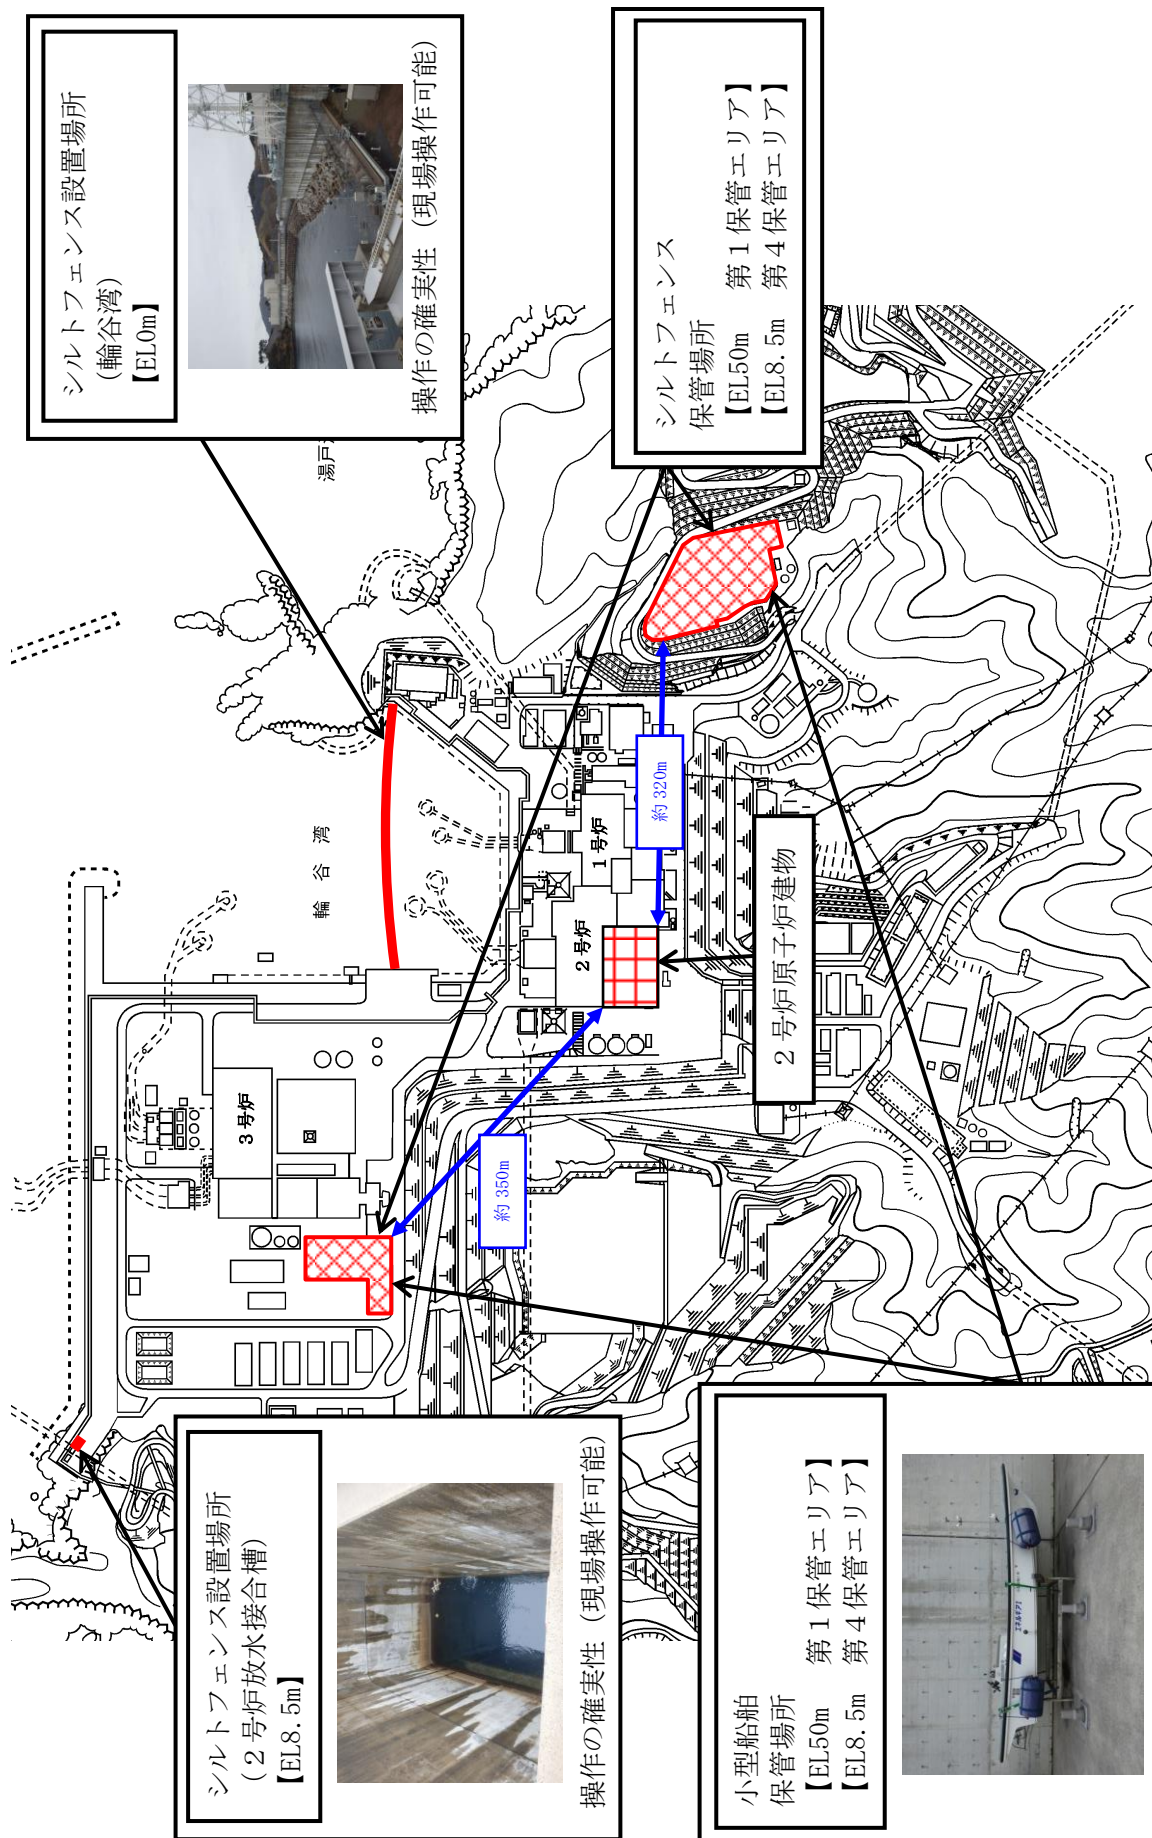 シルトフェンス設置場所
(２号炉放水接合槽)
【EL8.5m】
操作の確実性（現場操作可能）
小型船舶
保管場所
【EL50m　第１保管エリア】
【EL8.5m　第４保管エリア】
３号炉
約350m
２号炉原子炉建物
２号炉
１号炉
輪谷湾
約320m
シルトフェンス設置場所
(輪谷湾)
【EL0m】
操作の確実性（現場操作可能）
湯戸
シルトフェンス
保管場所
【EL50m　第１保管エリア】
【EL8.5m　第４保管エリア】